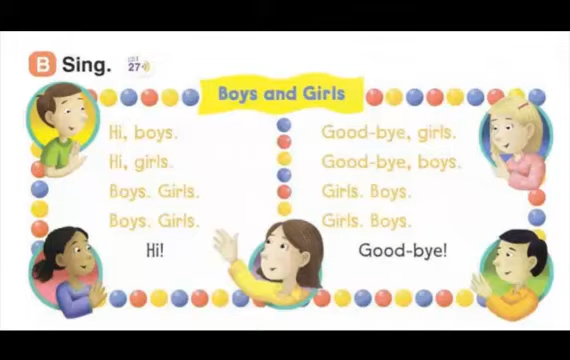 B Sing.
27
Boys and Girls
Hi, boys.
Hi, girls.
Boys. Girls.
Boys. Girls.
Hi!
Good-bye, girls.
Good-bye, boys.
Girls. Boys.
Girls. Boys.
Good-bye!